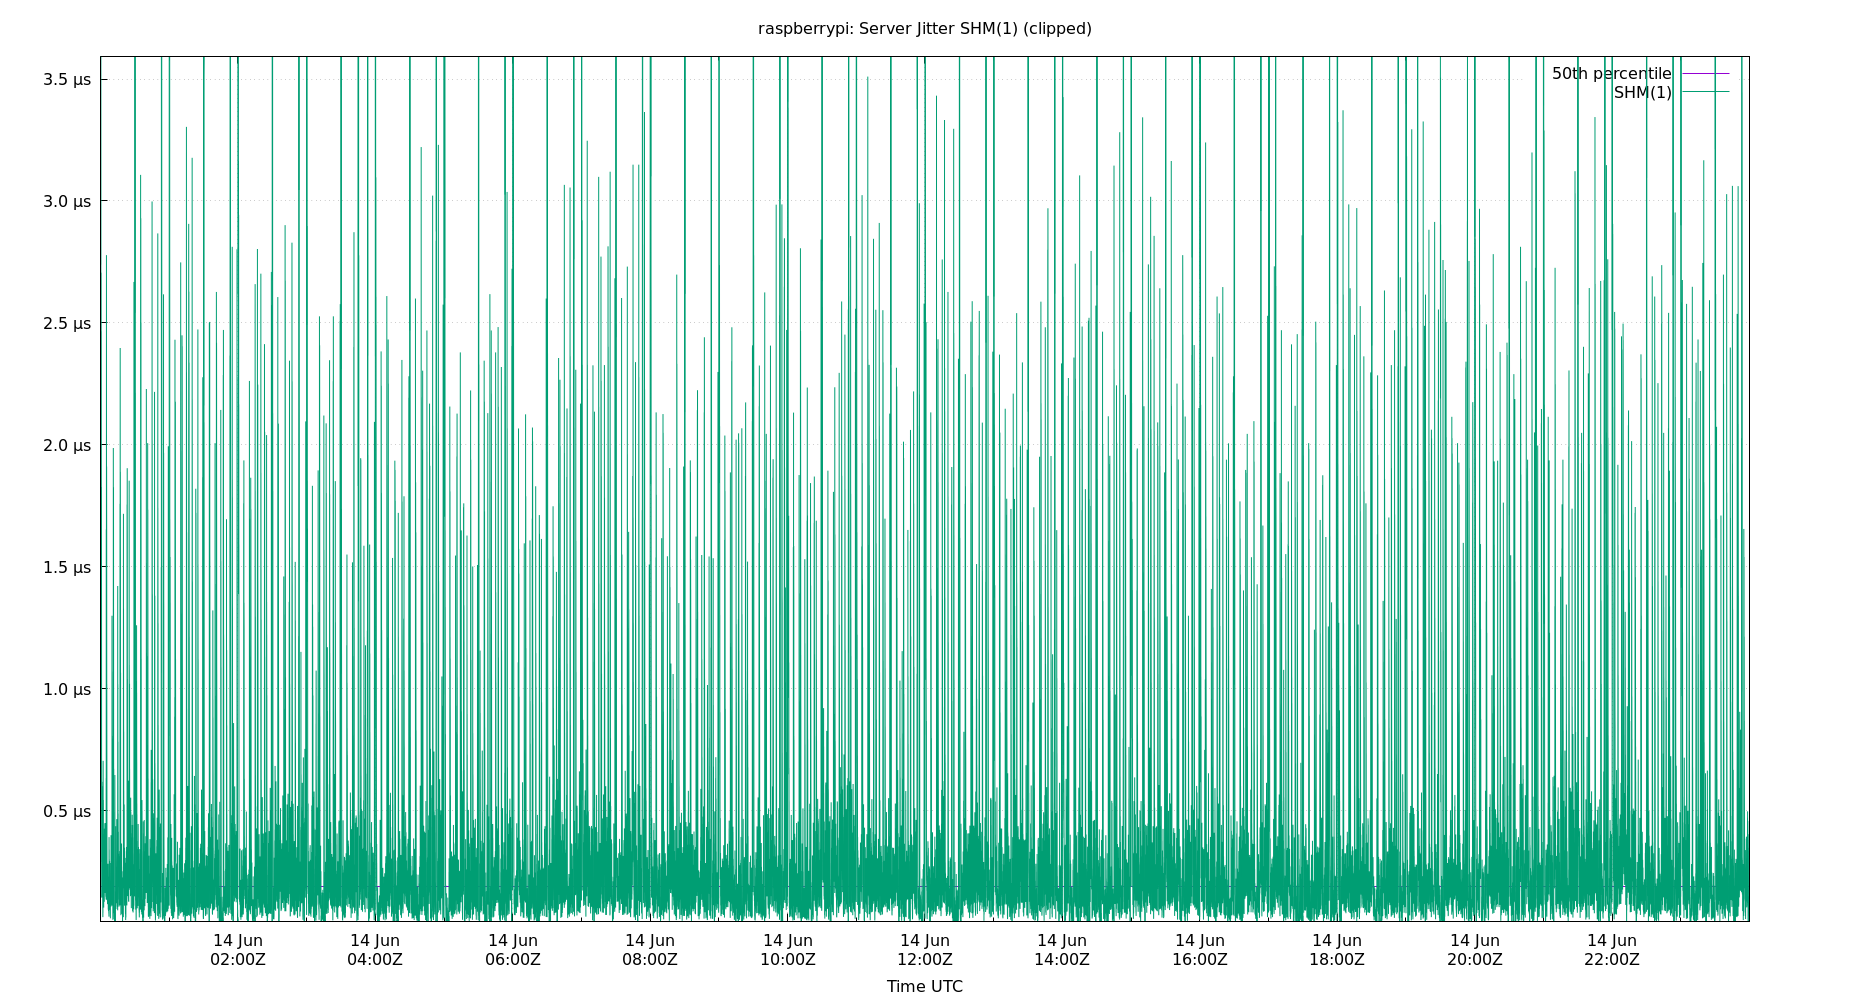 raspberrypi: Server Jitter SHM(1) (clipped)
3.5 µs
3.0 µs
2.5 µs
2.0 µs
1.5 µs
1.0 µs
0.5 µs
50th percentile
SHM(1)
14 Jun 14 Jun 14 Jun 14 Jun 14 Jun 14 Jun 14 Jun 14 Jun 14 Jun 14 Jun 14 Jun
02:00Z 04:00Z 06:00Z 08:00Z 10:00Z 12:00Z 14:00Z 16:00Z 18:00Z 20:00Z 22:00Z
Time UTC